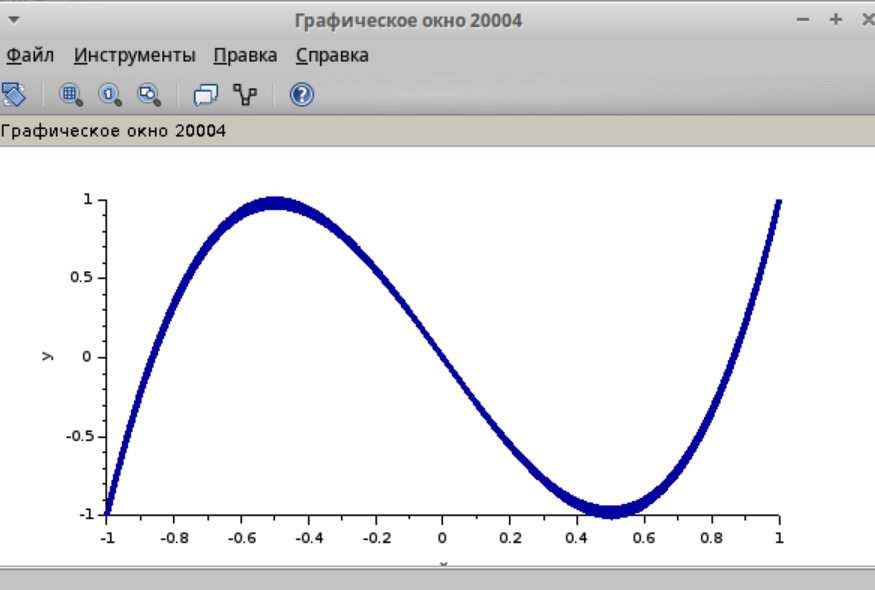 Графическое окно 20004
Файл Инструменты Правка Справка
Графическое окно 20004
1
0.5
0
-0.5
-1
y
-1 -0.8 -0.6 -0.4 -0.2 0 0.2 0.4 0.6 0.8 1